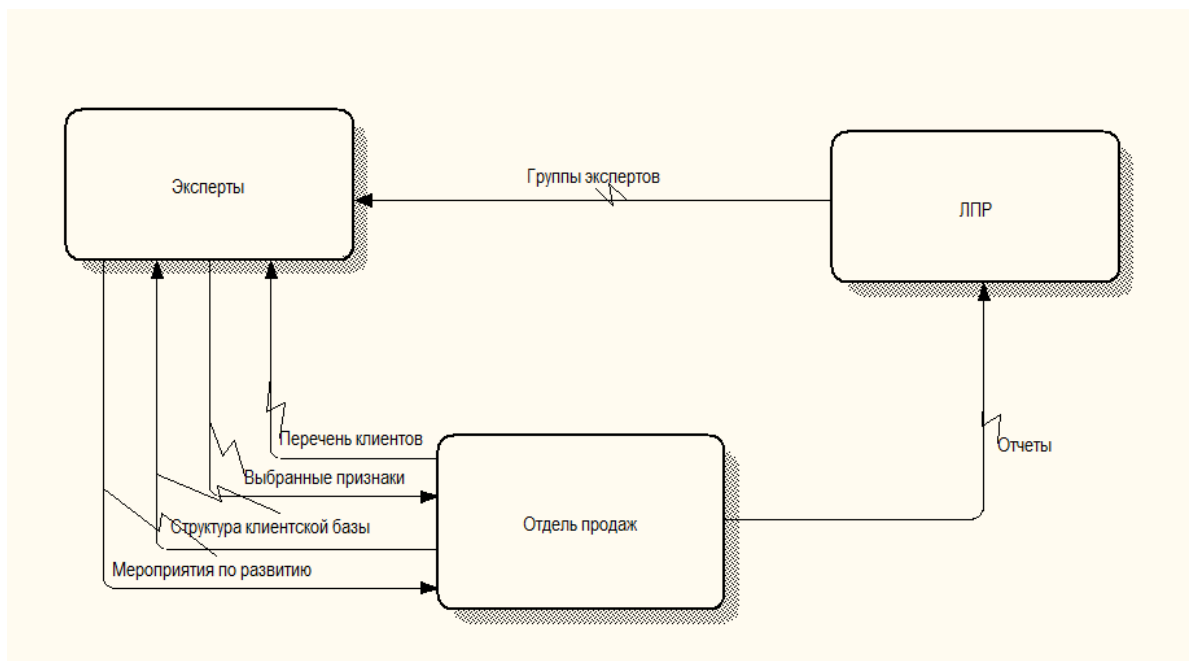 Эксперты
Группы экспертов
ЛПР
Перечень клиентов
Выбранные признаки
Структура клиентской базы
Мероприятия по развитию
Отдель продаж
Отчеты